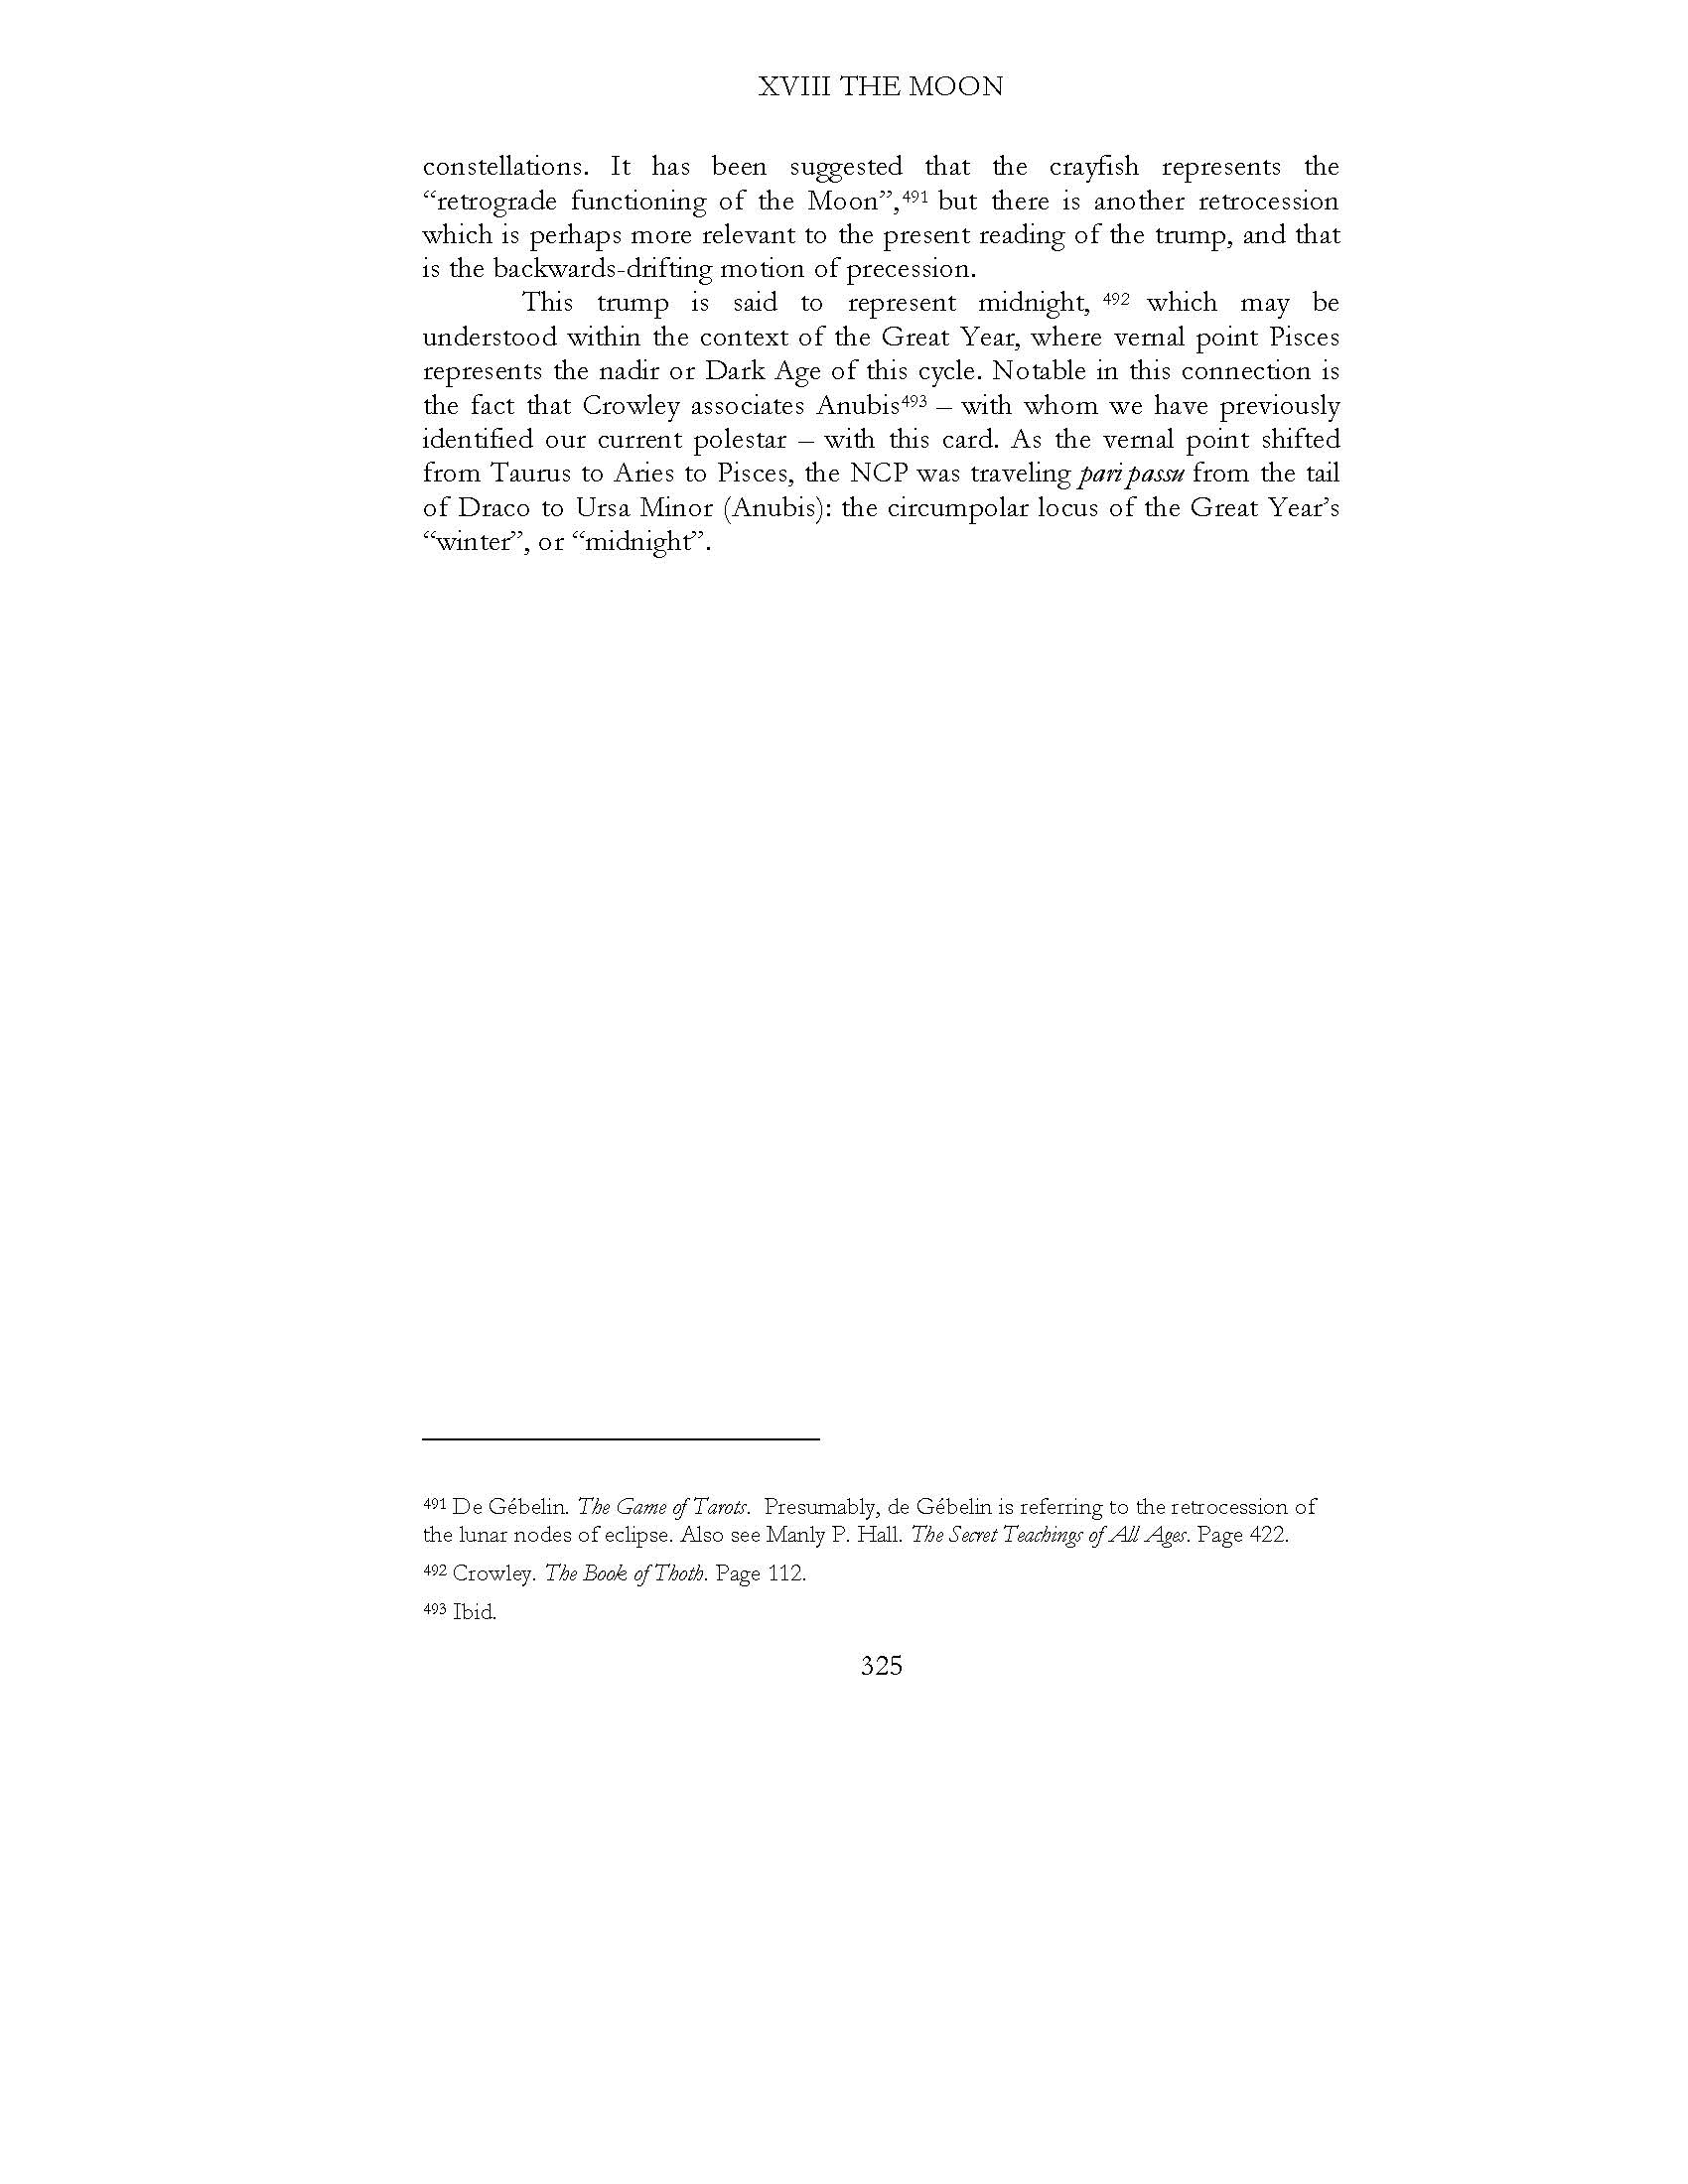 XVIII THE MOON
constellations. It has been suggested that the crayfish represents the
“retrograde functioning of the Moon”,⁴⁹¹ but there is another retrocession
which is perhaps more relevant to the present reading of the trump, and that
is the backwards-drifting motion of precession.
This trump is said to represent midnight, ⁴⁹² which may be
understood within the context of the Great Year, where vernal point Pisces
represents the nadir or Dark Age of this cycle. Notable in this connection is
the fact that Crowley associates Anubis⁴⁹³ – with whom we have previously
identified our current polestar – with this card. As the vernal point shifted
from Taurus to Aries to Pisces, the NCP was traveling pari passu from the tail
of Draco to Ursa Minor (Anubis): the circumpolar locus of the Great Year’s
“winter”, or “midnight”.
⁴⁹¹ De Gébelin. The Game of Tarots. Presumably, de Gébelin is referring to the retrocession of
the lunar nodes of eclipse. Also see Manly P. Hall. The Secret Teachings of All Ages. Page 422.
⁴⁹² Crowley. The Book of Thoth. Page 112.
⁴⁹³ Ibid.
325